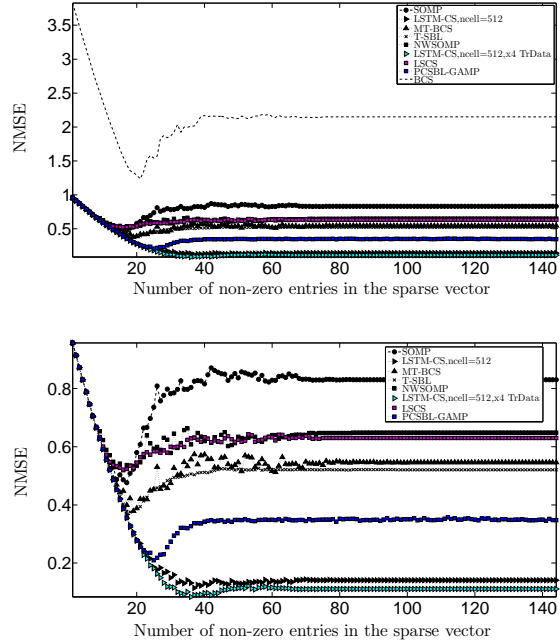 3.5
3
2.5
2
1.5
1
0.5
NMSE
20 40 60 80 100 120 140
Number of non-zero entries in the sparse vector
SOMP
LSTM-CS,ncell=512
MT-BCS
T-SBL
NWSOMP
LSTM-CS,ncell=512,x4 TrData
LSCS
PCSBL-GAMP
BCS
0.8
0.6
0.4
0.2
NMSE
20 40 60 80 100 120 140
Number of non-zero entries in the sparse vector
SOMP
LSTM-CS,ncell=512
MT-BCS
T-SBL
NWSOMP
LSTM-CS,ncell=512,x4 TrData
LSCS
PCSBL-GAMP